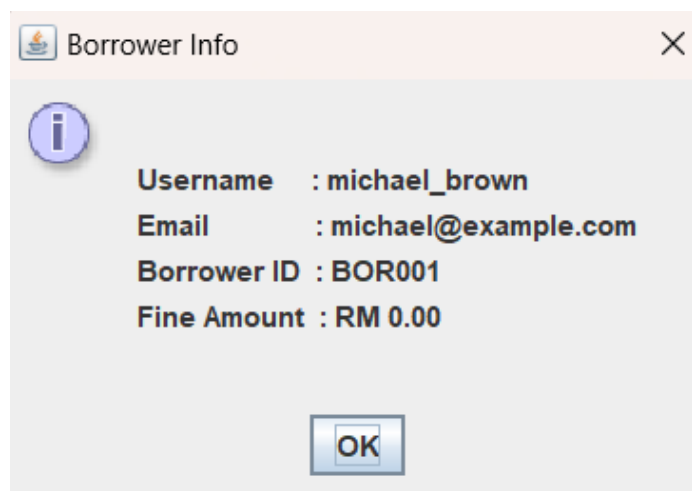 Borrower Info
Username : michael_brown
Email : michael@example.com
Borrower ID : BOR001
Fine Amount : RM 0.00
OK